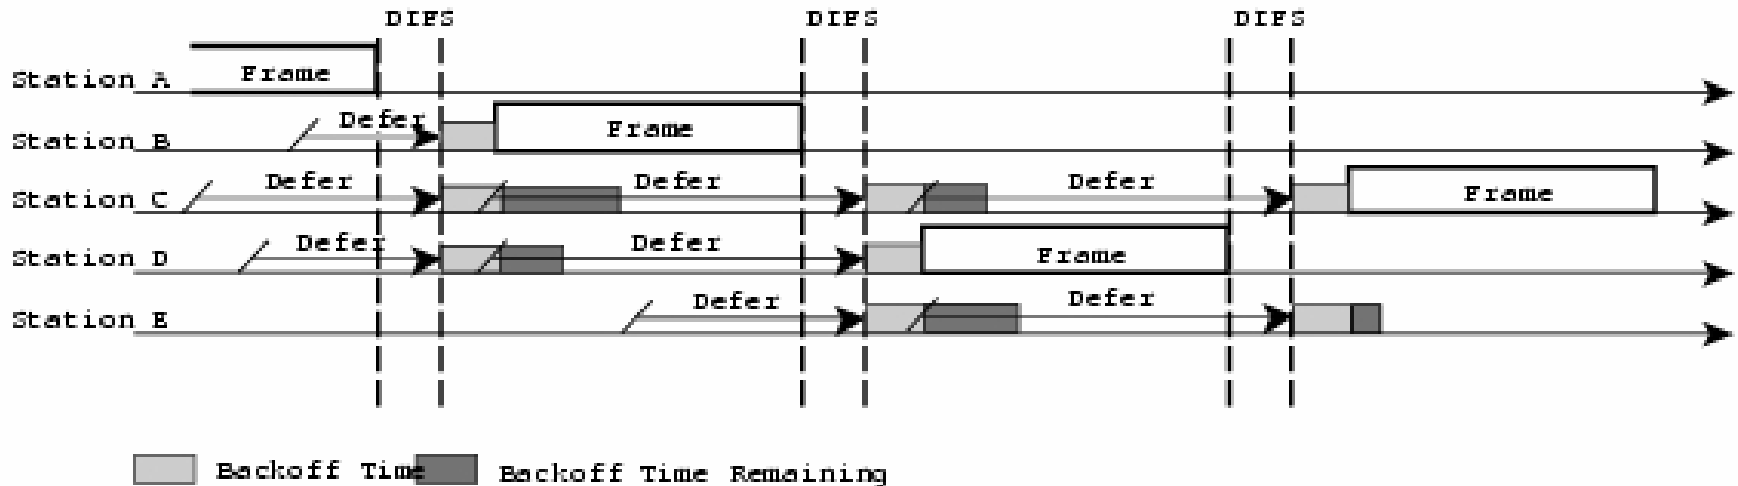 DIFS DIFS DIFS
Station A Frame
Station B Defer Frame
Station C Defer Defer Defer Frame
Station D Defer Defer Frame
Station E Defer Defer
Backoff Time Backoff Time Remaining